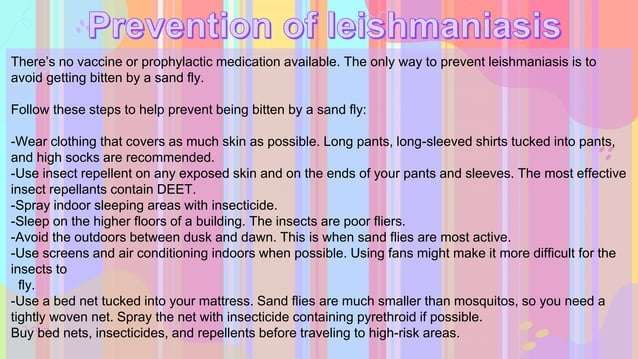 Prevention of leishmaniasis
There's no vaccine or prophylactic medication available. The only way to prevent leishmaniasis is to
avoid getting bitten by a sand fly.
Follow these steps to help prevent being bitten by a sand fly:
-Wear clothing that covers as much skin as possible. Long pants, long-sleeved shirts tucked into pants,
and high socks are recommended.
-Use insect repellent on any exposed skin and on the ends of your pants and sleeves. The most effective
insect repellants contain DEET.
-Spray indoor sleeping areas with insecticide.
-Sleep on the higher floors of a building. The insects are poor fliers.
-Avoid the outdoors between dusk and dawn. This is when sand flies are most active.
-Use screens and air conditioning indoors when possible. Using fans might make it more difficult for the
insects to
fly.
-Use a bed net tucked into your mattress. Sand flies are much smaller than mosquitos, so you need a
tightly woven net. Spray the net with insecticide containing pyrethroid if possible.
Buy bed nets, insecticides, and repellents before traveling to high-risk areas.